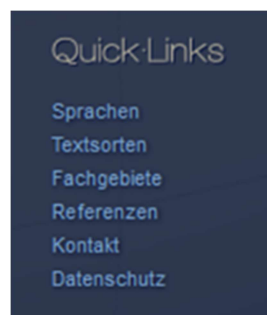 Quick·Links
Sprachen
Textsorten
Fachgebiete
Referenzen
Kontakt
Datenschutz